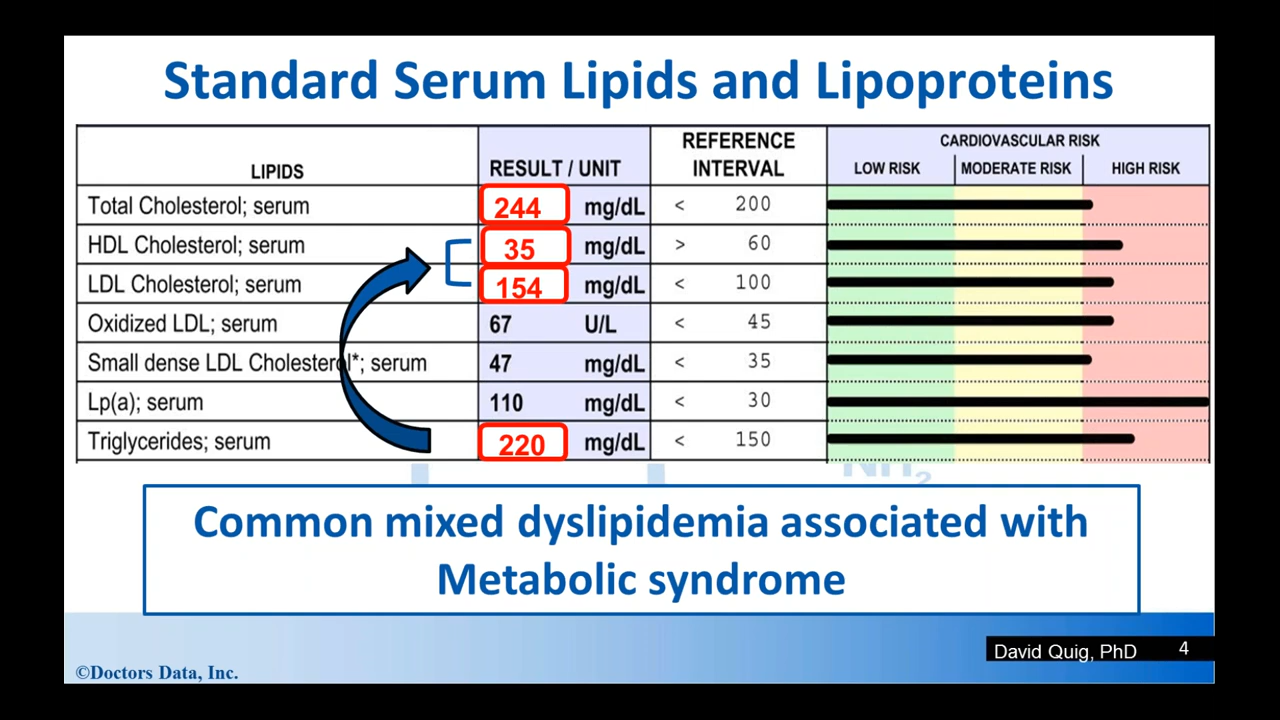 Standard Serum Lipids and Lipoproteins
LIPIDS RESULT / UNIT REFERENCE INTERVAL CARDIOVASCULAR RISK
LOW RISK MODERATE RISK HIGH RISK
Total Cholesterol; serum 244 mg/dL < 200
HDL Cholesterol; serum 35 mg/dL > 60
LDL Cholesterol; serum 154 mg/dL < 100
Oxidized LDL; serum 67 U/L < 45
Small dense LDL Cholesterol*; serum 47 mg/dL < 35
Lp(a); serum 110 mg/dL < 30
Triglycerides; serum 220 mg/dL < 150
NH2
Common mixed dyslipidemia associated with
Metabolic syndrome
David Quig, PhD 4
©Doctors Data, Inc.